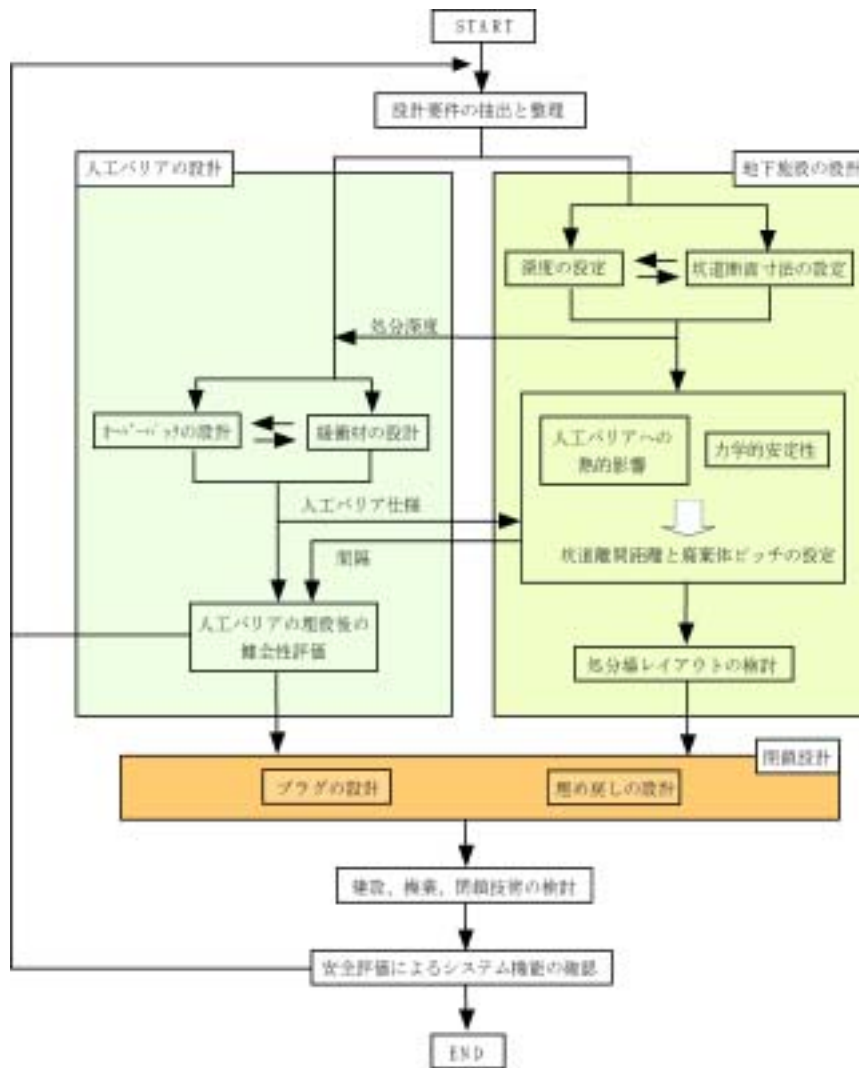 START
設計要件の抽出と整理
人工バリアの設計
地下施設の設計
深度の設定
坑道断面寸法の設定
処分深度
オーバーパックの設計
緩衝材の設計
人工バリアへの
熱的影響
力学的安定性
人工バリア仕様
坑道離間距離と廃棄体ピッチの設定
間隔
人工バリアの埋設後の
健全性評価
処分場レイアウトの検討
閉鎖設計
プラグの設計
埋め戻しの設計
建設、操業、閉鎖技術の検討
安全評価によるシステム機能の確認
END